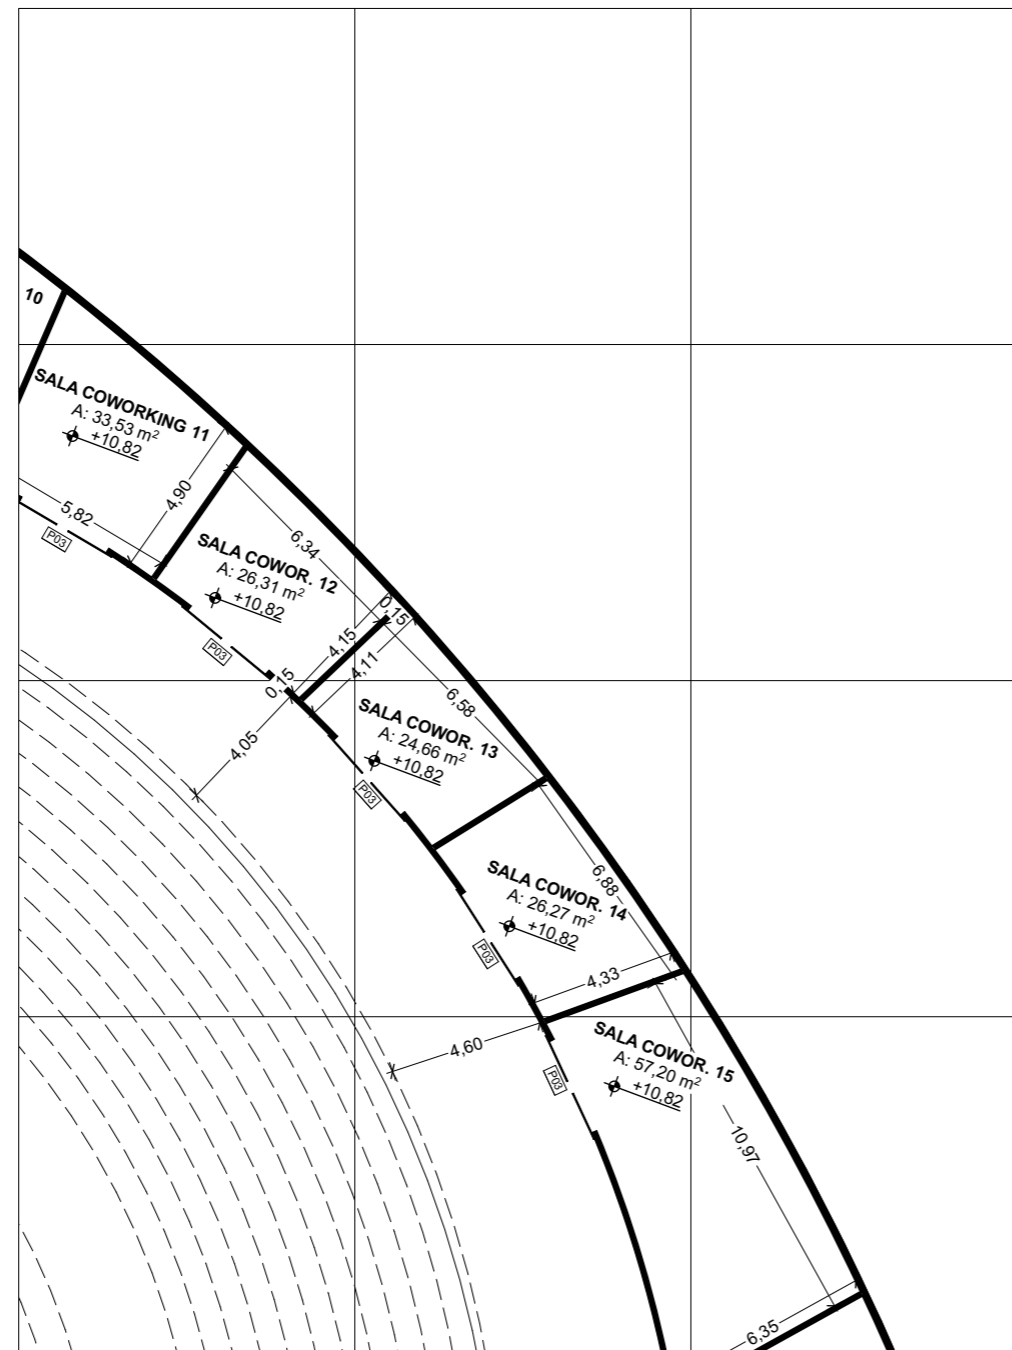 10
SALA COWORKING 11
A: 33,53 m²
+10,82
4,90
5,82
P03
6,34
SALA COWOR. 12
A: 26,31 m²
+10,82
0,15
4,15
4,11
P03
0,15
6,58
SALA COWOR. 13
A: 24,66 m²
+10,82
4,05
P03
6,88
SALA COWOR. 14
A: 26,27 m²
+10,82
P03
4,33
4,60
SALA COWOR. 15
A: 57,20 m²
+10,82
P03
10,97
6,35